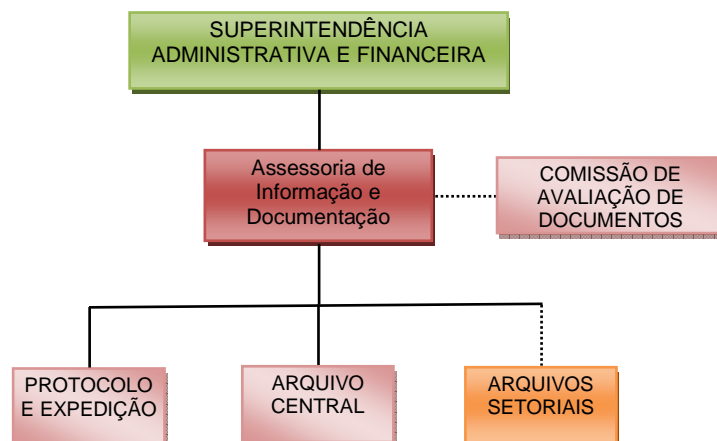 SUPERINTENDÊNCIA
ADMINISTRATIVA E FINANCEIRA
Assessoria de
Informação e
Documentação
COMISSÃO DE
AVALIAÇÃO DE
DOCUMENTOS
PROTOCOLO
E EXPEDIÇÃO
ARQUIVO
CENTRAL
ARQUIVOS
SETORIAIS